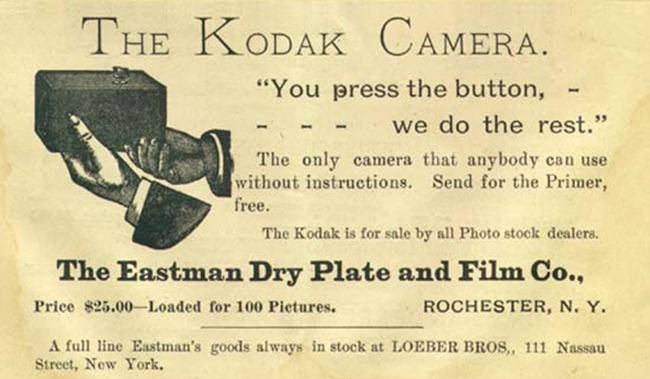 THE KODAK CAMERA.
"You press the button, -
- - - we do the rest."
The only camera that anybody can use
without instructions. Send for the Primer,
free.
The Kodak is for sale by all Photo stock dealers.
The Eastman Dry Plate and Film Co.,
Price $25.00—Loaded for 100 Pictures. ROCHESTER, N. Y.
A full line Eastman's goods always in stock at LOEBER BROS,, 111 Nassau
Street, New York.